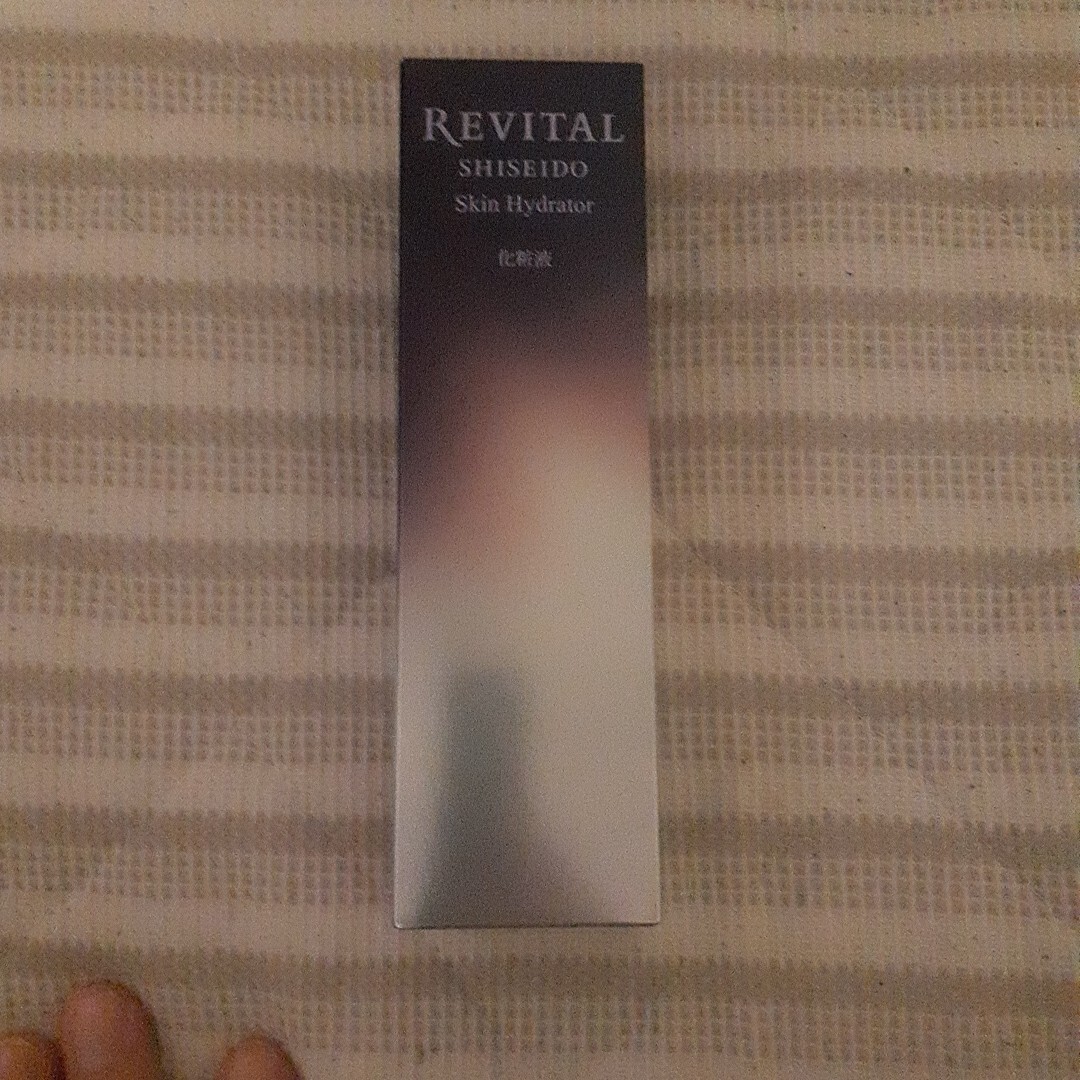 REVITAL
SHISEIDO
Skin Hydrator
化粧液